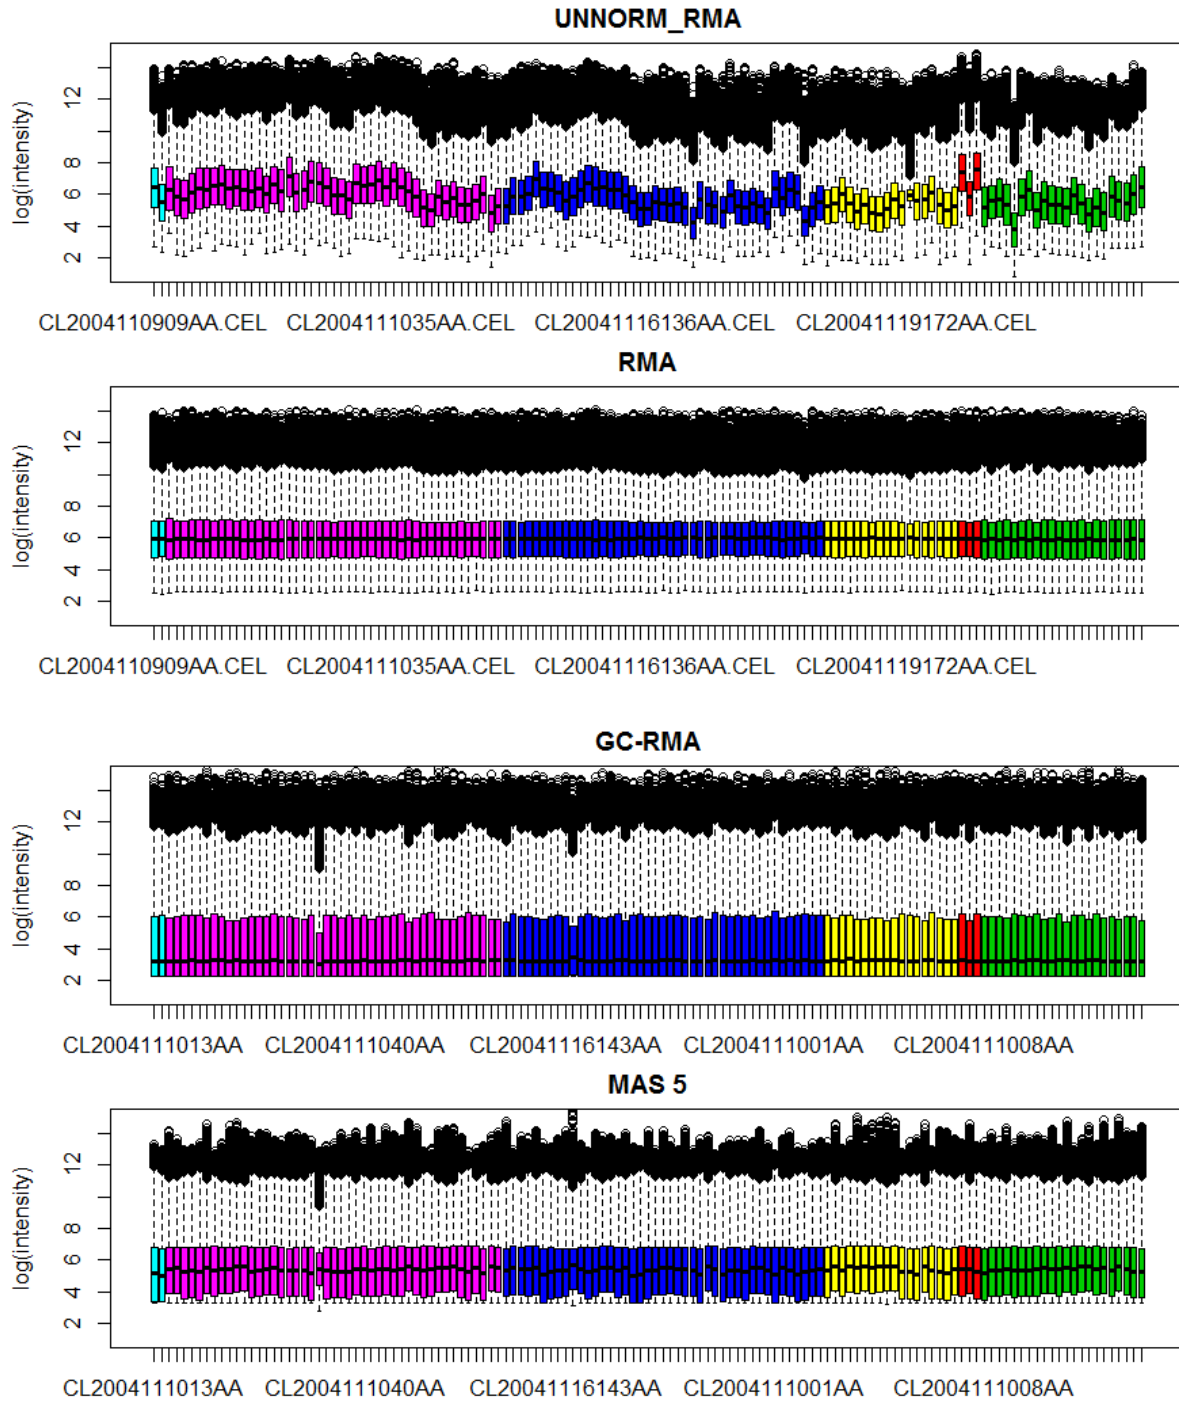 UNNORM_RMA
log(intensity)
12
8
6
4
2
CL2004110909AA.CEL CL2004111035AA.CEL CL20041116136AA.CEL CL20041119172AA.CEL
RMA
log(intensity)
12
8
6
4
2
CL2004110909AA.CEL CL2004111035AA.CEL CL20041116136AA.CEL CL20041119172AA.CEL
GC-RMA
log(intensity)
12
8
6
4
2
CL2004111013AA CL2004111040AA CL20041116143AA CL2004111001AA CL2004111008AA
MAS 5
log(intensity)
12
8
6
4
2
CL2004111013AA CL2004111040AA CL20041116143AA CL2004111001AA CL2004111008AA